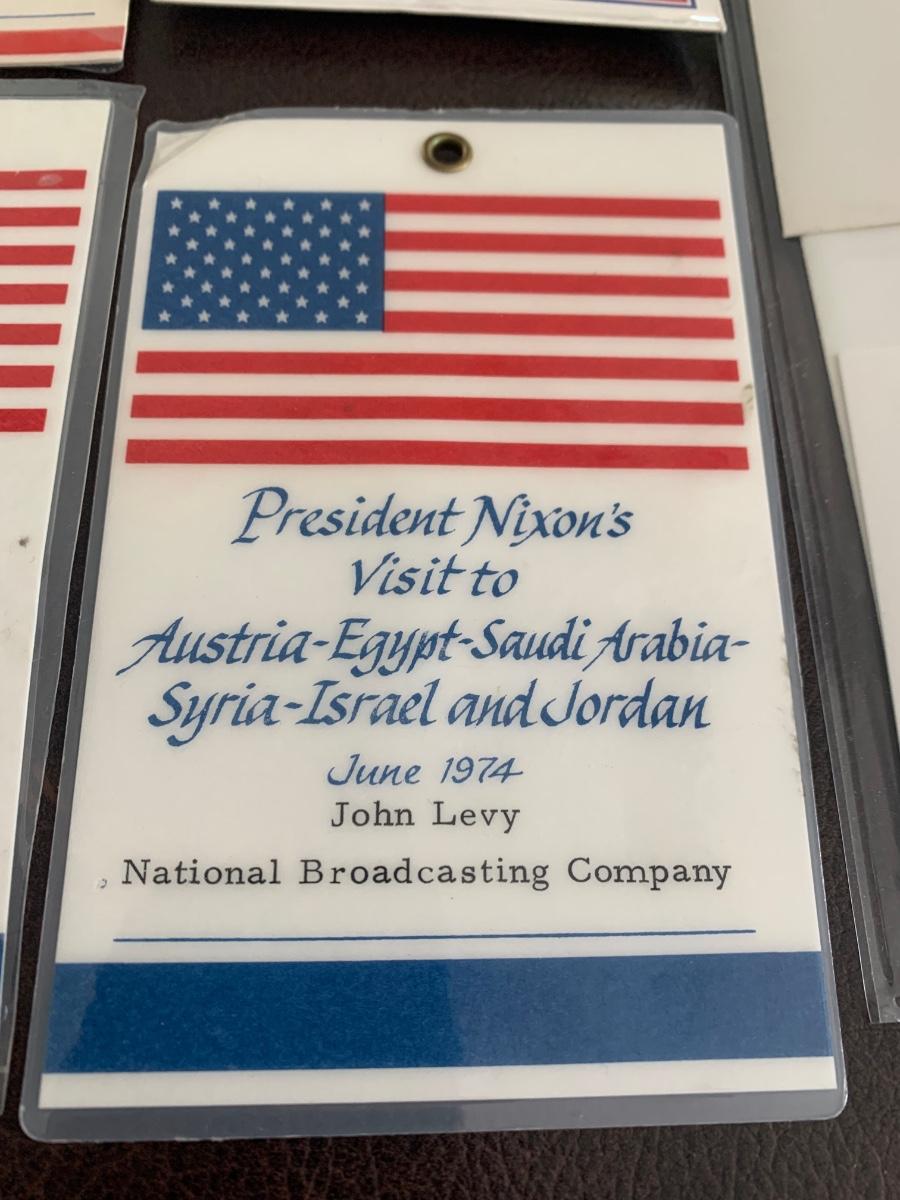 President Nixon's
Visit to
Austria-Egypt-Saudi Arabia-
Syria-Israel and Jordan
June 1974
John Levy
National Broadcasting Company